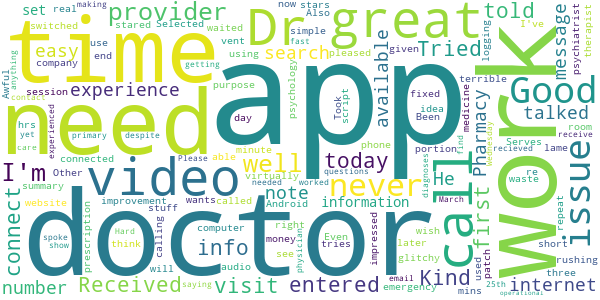 set real making provider Dr great told message
switched stared Selected waited Also stars now
Tried I've
time search psychiatrist therapist
easy vent use simple given pleased
company end using fast
Awful anything session experience getting app available work
need purpose psychology fixed terrible Good
contact hrs idea Took script Been logging talked
yet experienced primary despite day medicine room
care connected Please able minute portion Serves receive
I'm video well today call Pharmacy find Wednesday recieved lame issue
Other virtually phone He diagnoses re waste
summary needed worked questions never
connect website improvement wants called note Android information March first
doctor stuff computer right Even physician impressed wish short repeat
spoke show Hard think prescription calling info money tries later used patch rushing
will audio see glitchy three
number Received saying visit entered email emergency Kind mins 25th operational internet